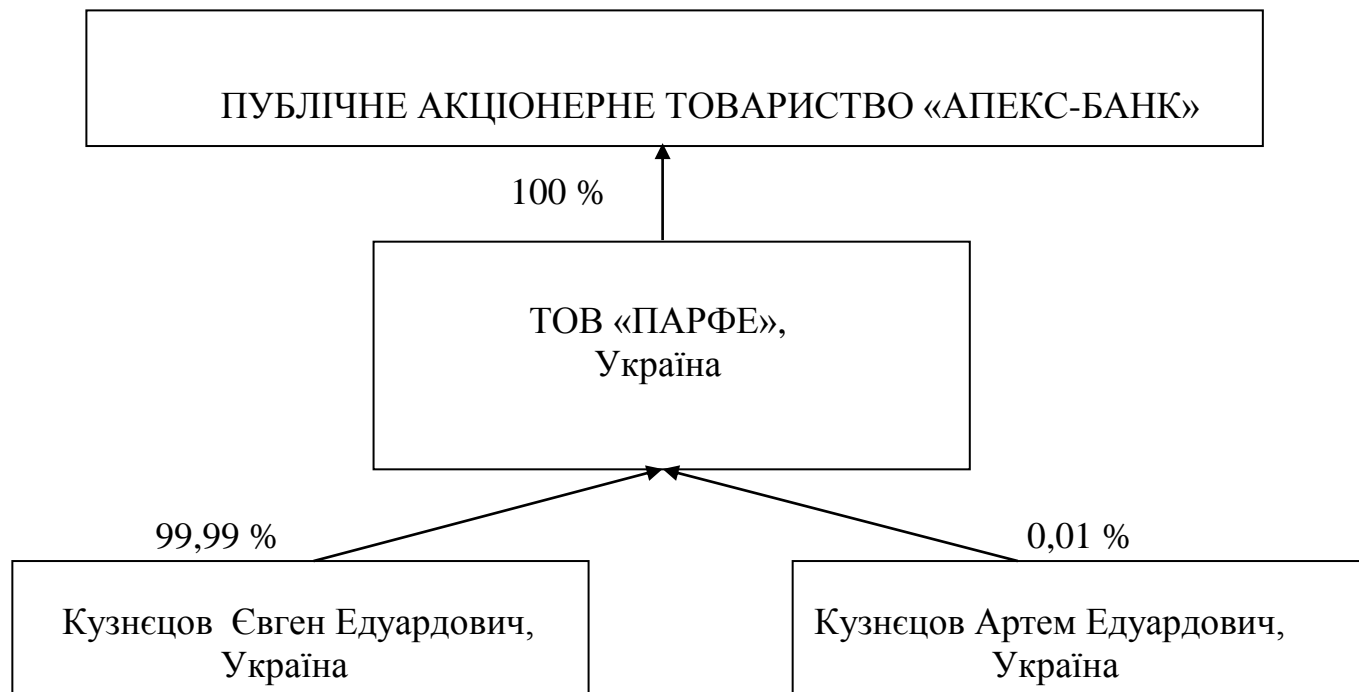 ПУБЛІЧНЕ АКЦІОНЕРНЕ ТОВАРИСТВО «АПЕКС-БАНК»
100 %
ТОВ «ПАРФЕ»,
Україна
99,99 %
0,01 %
Кузнєцов Євген Едуардович,
Україна
Кузнєцов Артем Едуардович,
Україна